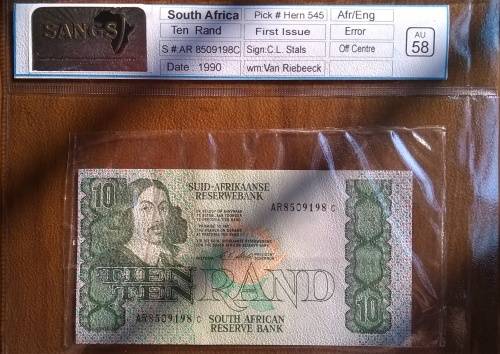 SANGS
South Africa Pick # Hern 545 Afr/Eng
Ten Rand First Issue Error
S #:AR 8509198C Sign:C.L. Stals Off Centre
Date : 1990 wm:Van Riebeeck
AU
58
10
SUID-AFRIKAANSE
RESERWEBANK
AR8509198 C
PRESIDENT
GOVERNOR
TIEN
TEN RAND
AR8509198 C
SOUTH AFRICAN
RESERVE BANK
10